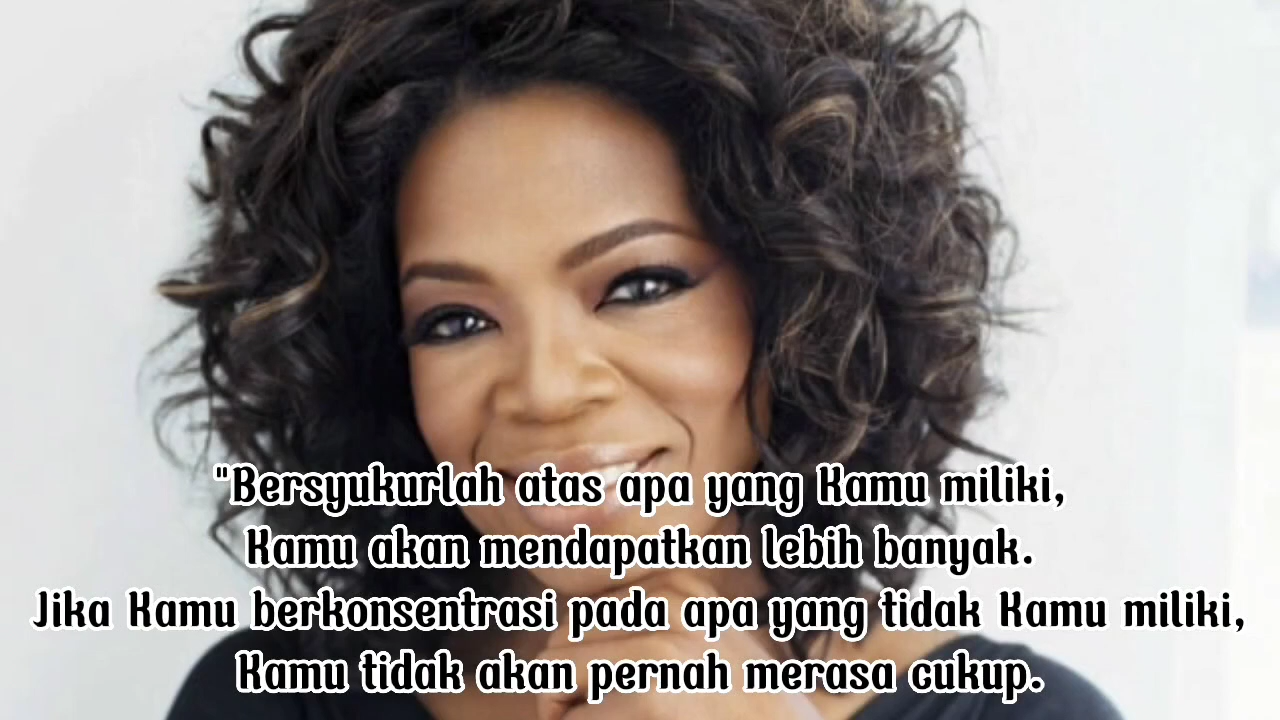 "Bersyukurlah atas apa yang Kamu miliki,
Kamu akan mendapatkan lebih banyak.
Jika Kamu berkonsentrasi pada apa yang tidak Kamu miliki,
Kamu tidak akan pernah merasa cukup.